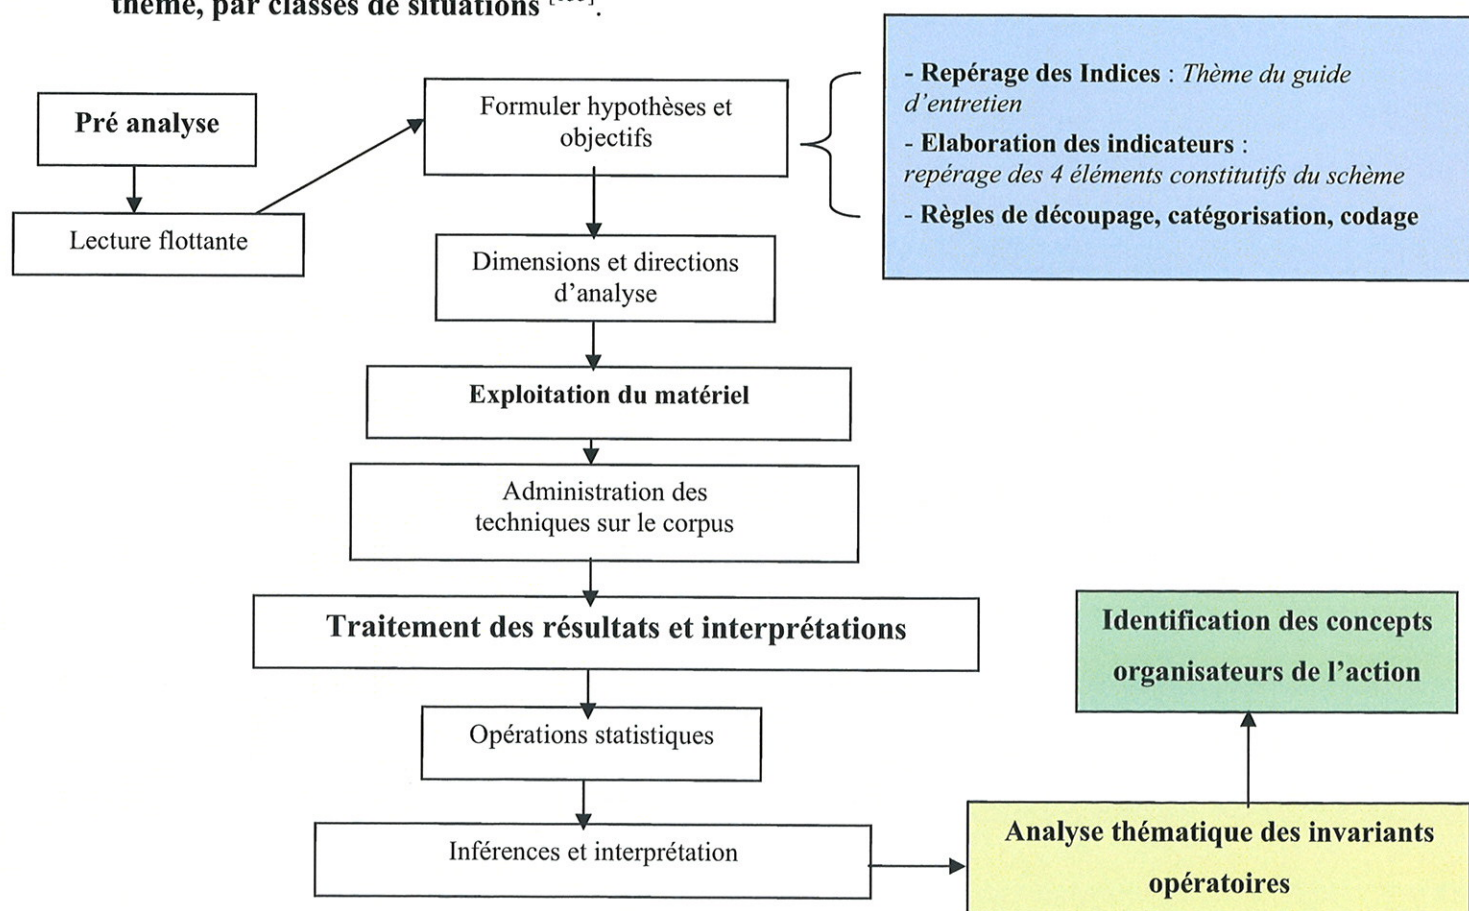 thème, par classes de situations
Pré analyse
Lecture flottante
Formuler hypothèses et
objectifs
- Repérage des Indices : Thème du guide
d’entretien
- Elaboration des indicateurs :
repérage des 4 éléments constitutifs du schème
- Règles de découpage, catégorisation, codage
Dimensions et directions
d’analyse
Exploitation du matériel
Administration des
techniques sur le corpus
Traitement des résultats et interprétations
Opérations statistiques
Inférences et interprétation
Analyse thématique des invariants
opératoires
Identification des concepts
organisateurs de l’action